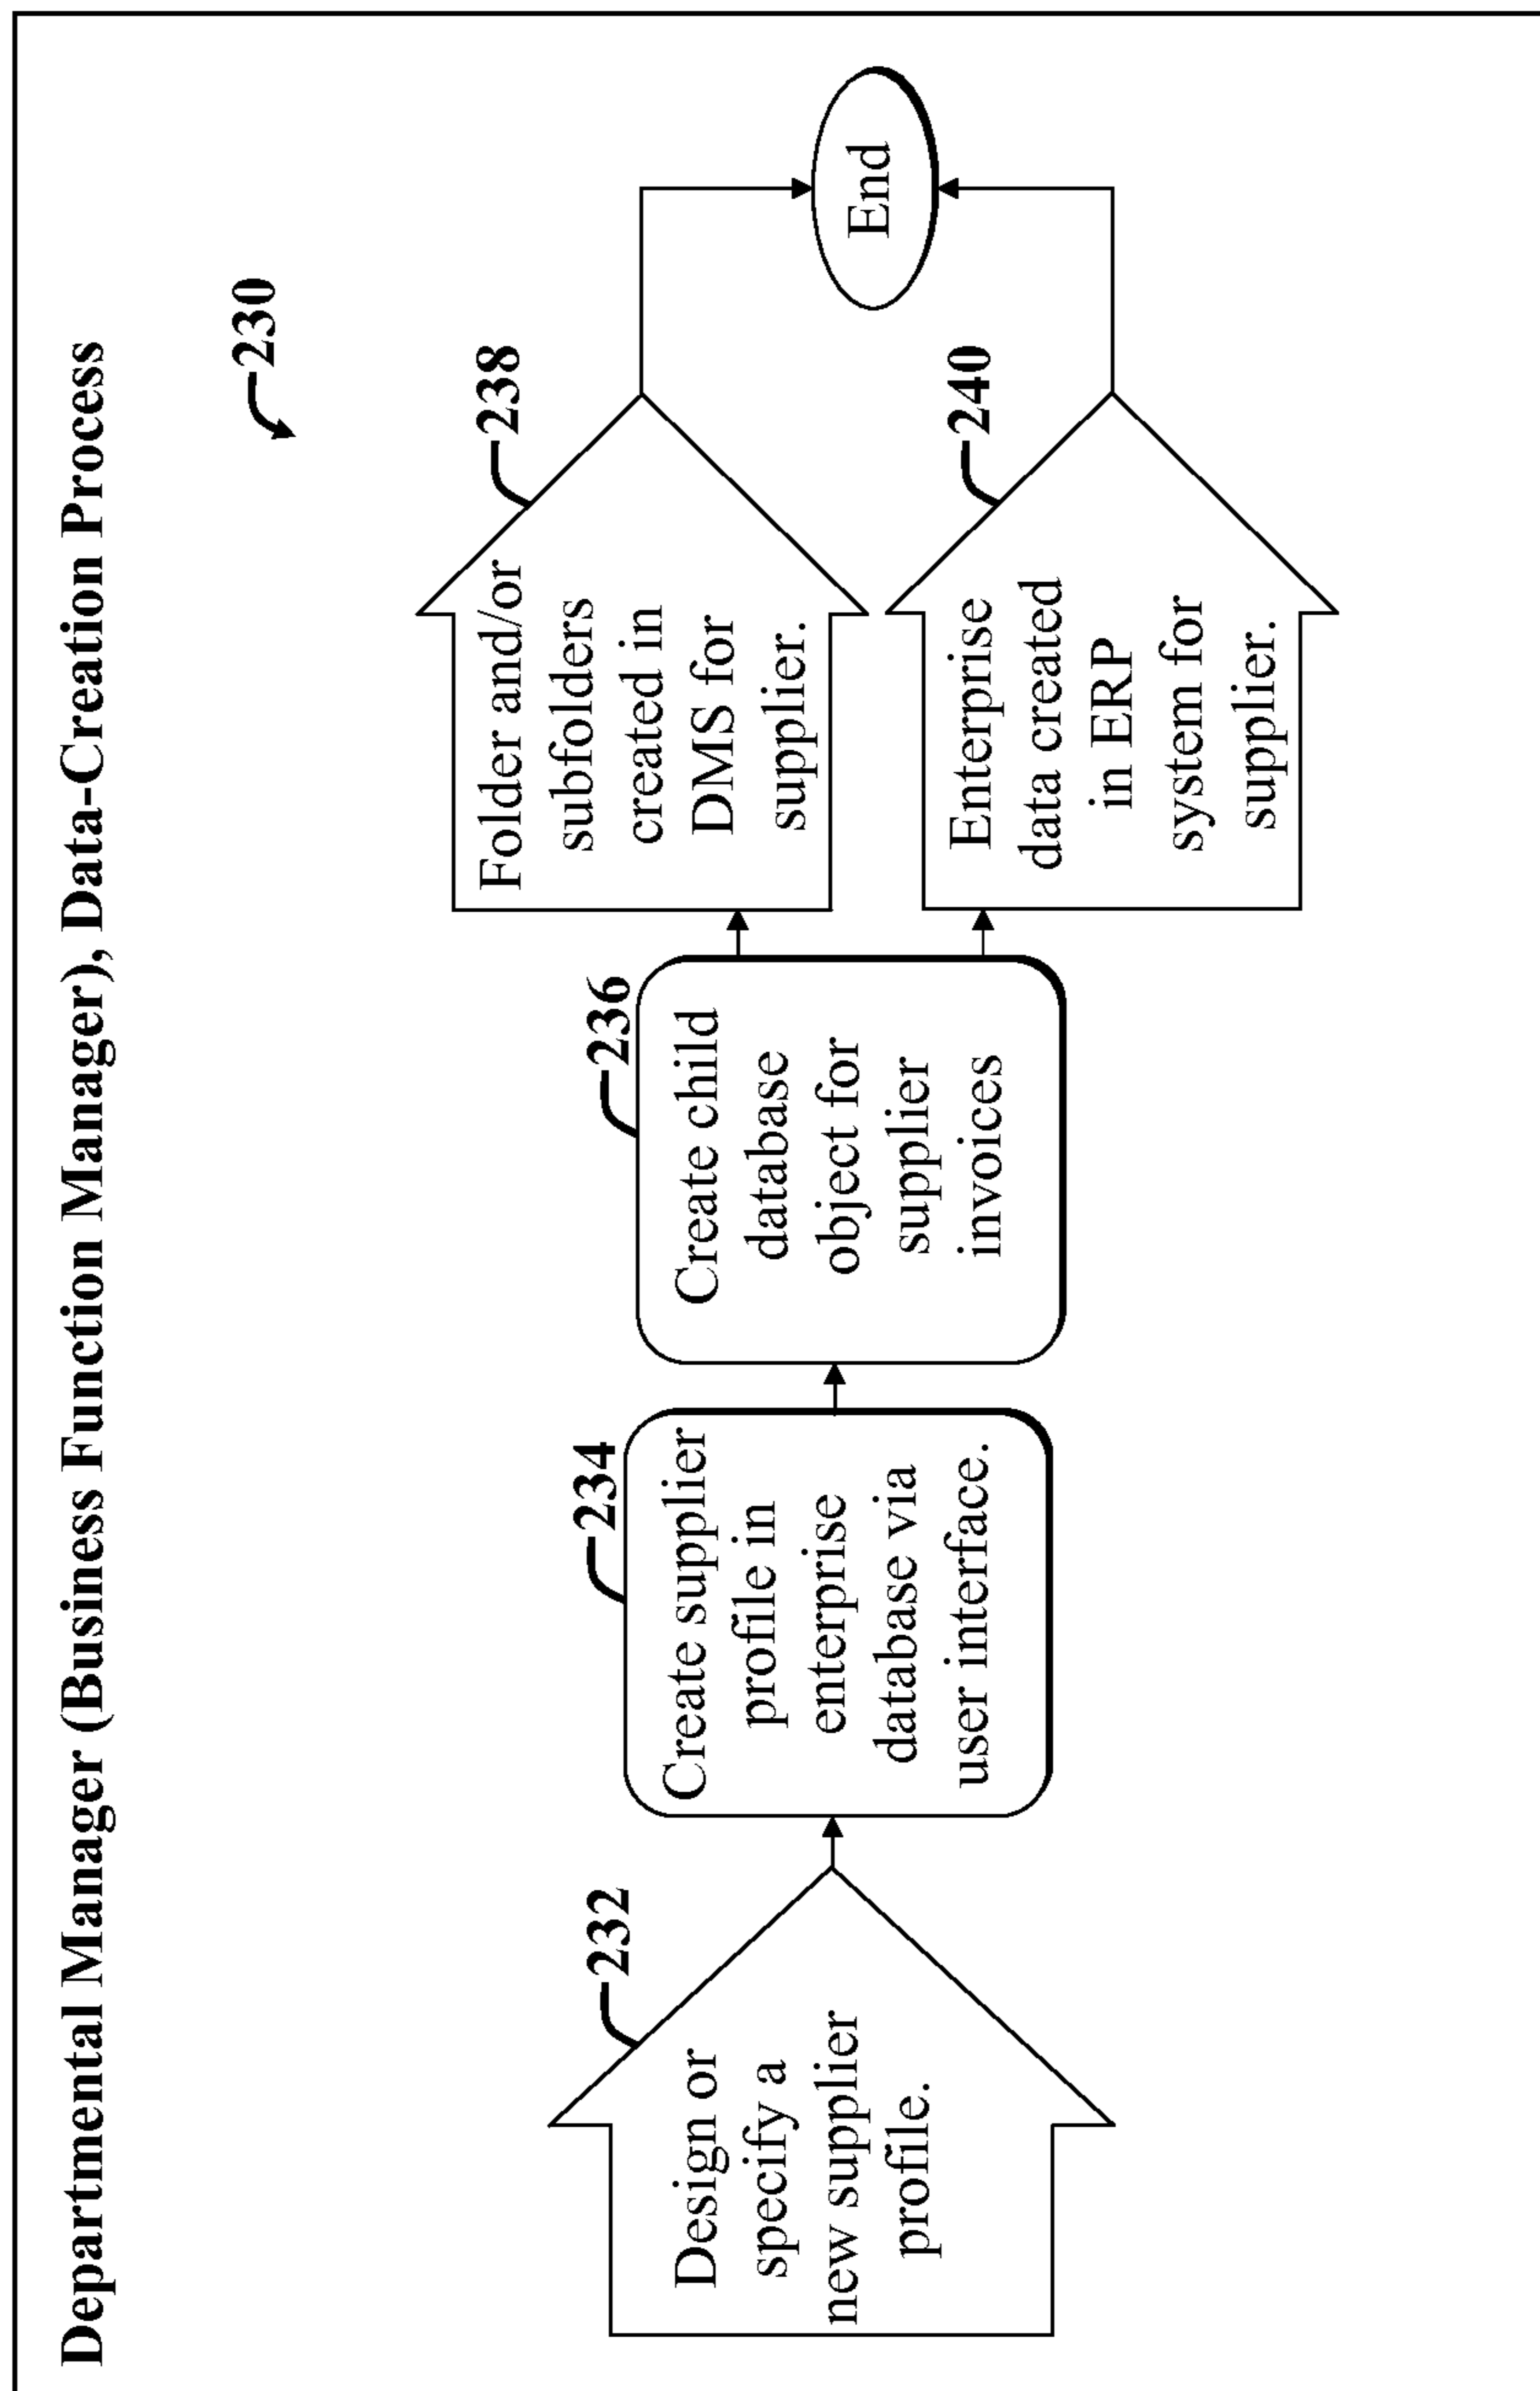 Departmental Manager (Business Function Manager), Data-Creation Process
230
232
Design or
specify a
new supplier
profile.
234
Create supplier
profile in
enterprise
database via
user interface.
236
Create child
database
object for
supplier
invoices
238
Folder and/or
subfolders
created in
DMS for
supplier.
240
Enterprise
data created
in ERP
system for
supplier.
End